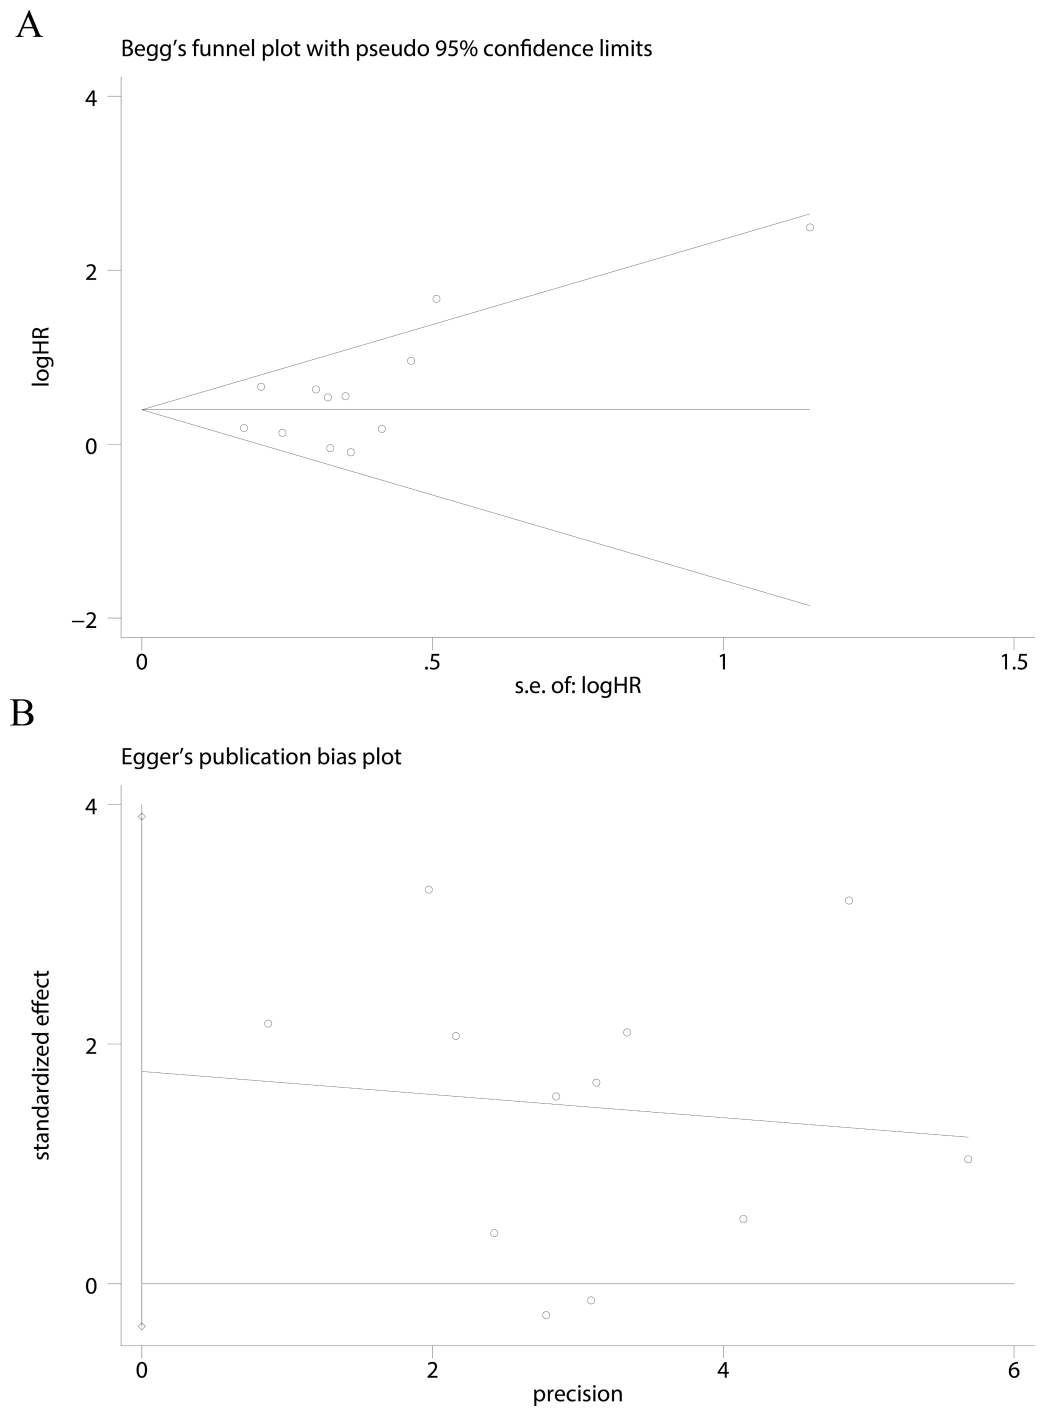 A
Begg's funnel plot with pseudo 95% confidence limits
4
2
0
−2
logHR
0 .5 1 1.5
s.e. of: logHR
B
Egger's publication bias plot
4
2
0
standardized effect
0 2 4 6
precision